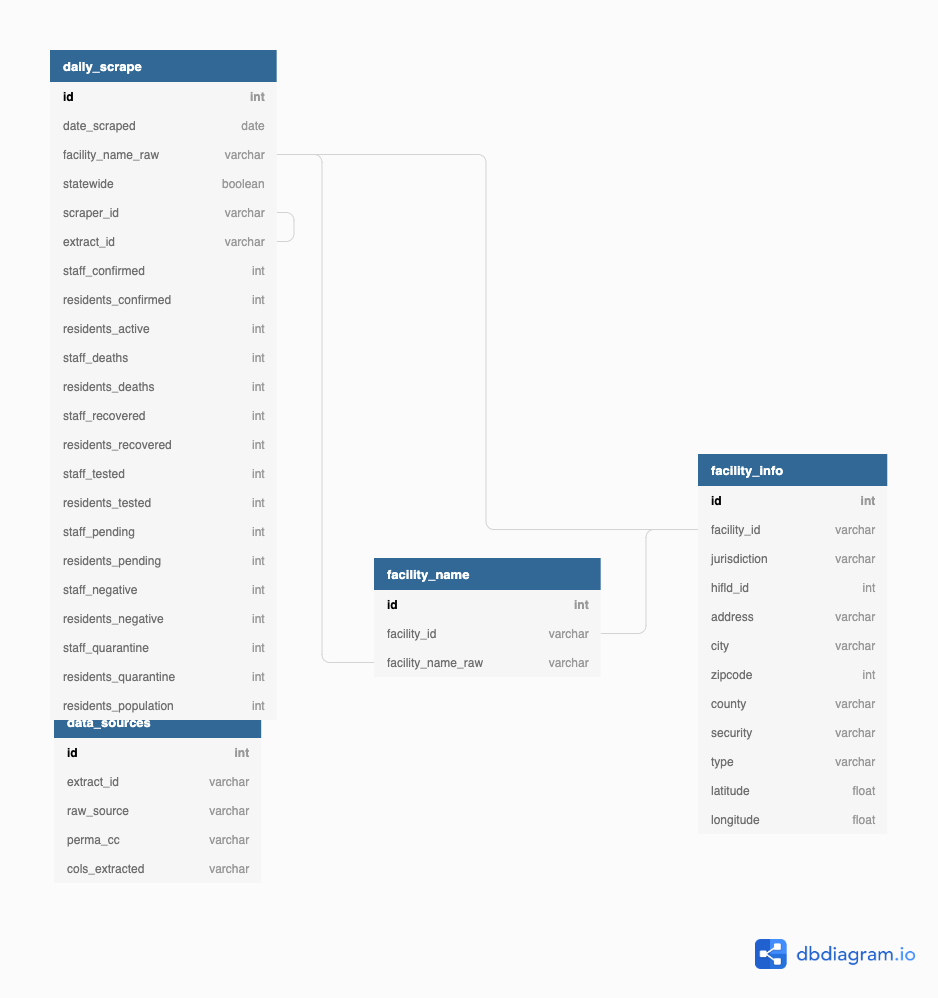 daily_scrape
id int
date_scraped date
facility_name_raw varchar
statewide boolean
scraper_id varchar
extract_id varchar
staff_confirmed int
residents_confirmed int
residents_active int
staff_deaths int
residents_deaths int
staff_recovered int
residents_recovered int
staff_tested int
residents_tested int
staff_pending int
residents_pending int
staff_negative int
residents_negative int
staff_quarantine int
residents_quarantine int
residents_population int
data_sources
id int
extract_id varchar
raw_source varchar
perma_cc varchar
cols_extracted varchar
facility_name
id int
facility_id varchar
facility_name_raw varchar
facility_info
id int
facility_id varchar
jurisdiction varchar
hifld_id int
address varchar
city varchar
zipcode int
county varchar
security varchar
type varchar
latitude float
longitude float
dbdiagram.io